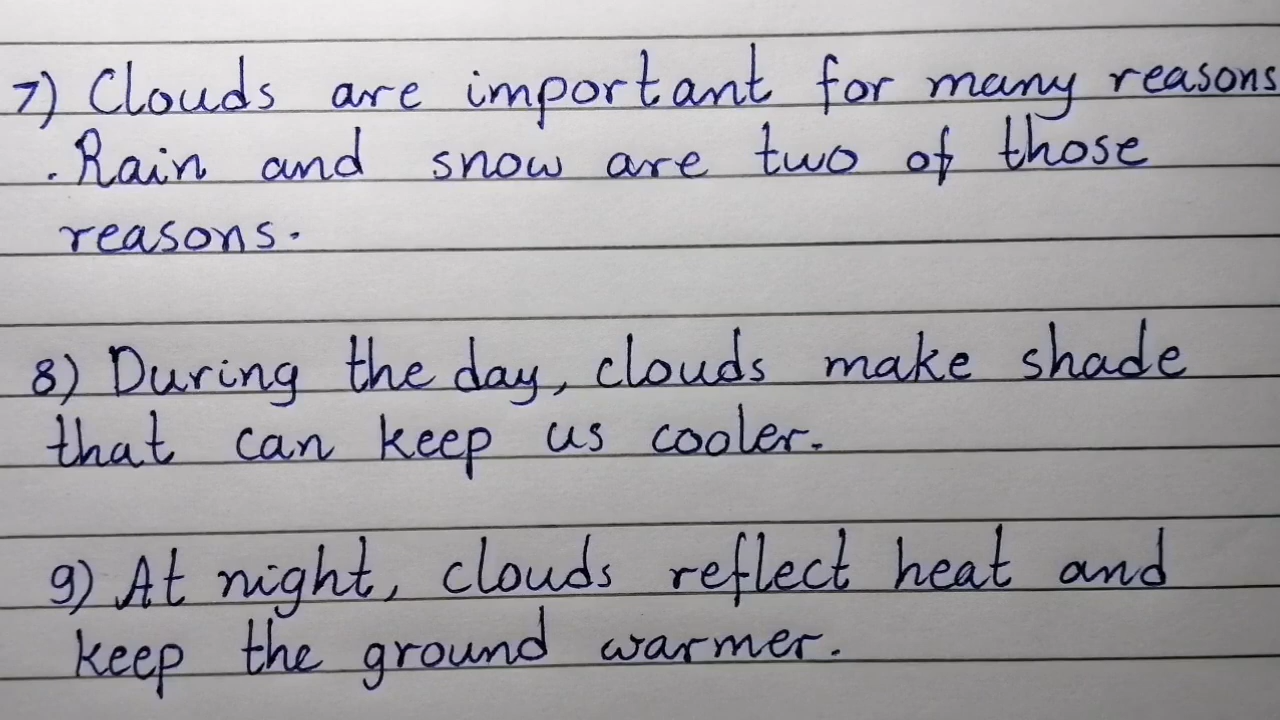 7) Clouds are important for many reasons
. Rain and snow are two of those
reasons.
8) During the day, clouds make shade
that can keep us cooler.
9) At night, clouds reflect heat and
keep the ground warmer.